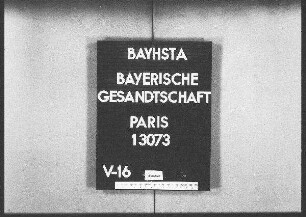 BAYHSTA
BAYERISCHE
GESANDTSCHAFT
PARIS
13073
V-16